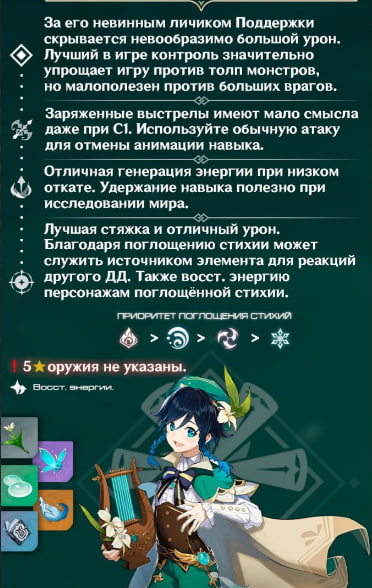 За его невинным личиком Поддержки
скрывается невообразимо большой урон.
Лучший в игре контроль значительно
упрощает игру против толп монстров,
но малополезен против больших врагов.
Заряженные выстрелы имеют мало смысла
даже при С1. Используйте обычную атаку
для отмены анимации навыка.
Отличная генерация энергии при низком
откате. Удержание навыка полезно при
исследовании мира.
Лучшая стяжка и отличный урон.
Благодаря поглощению стихии может
служить источником элемента для реакций
другого ДД. Также восст. энергию
персонажам поглощённой стихии.
ПРИОРИТЕТ ПОГЛОЩЕНИЯ СТИХИЙ
> > >
! 5★оружия не указаны.
Восст. энергии.